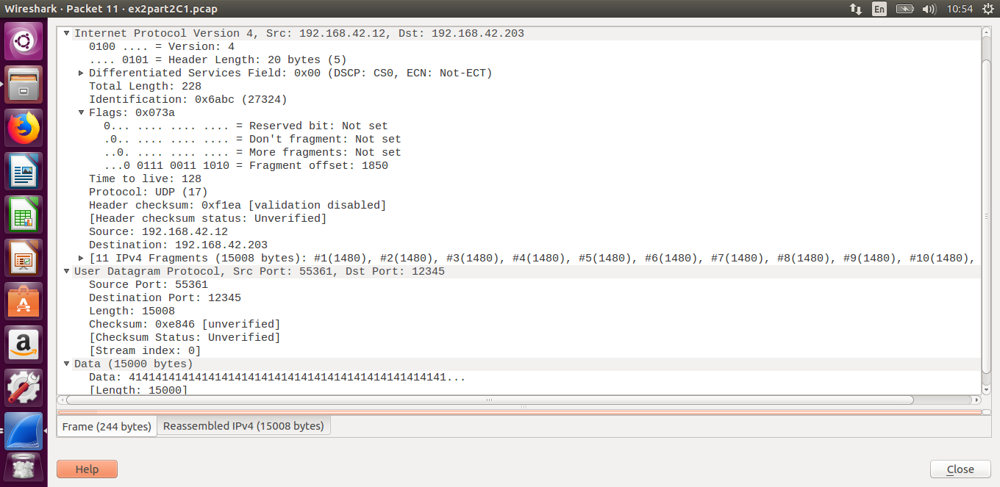 Wireshark · Packet 11 · ex2part2C1.pcap
En
10:54
Internet Protocol Version 4, Src: 192.168.42.12, Dst: 192.168.42.203
0100 .... = Version: 4
.... 0101 = Header Length: 20 bytes (5)
Differentiated Services Field: 0x00 (DSCP: CS0, ECN: Not-ECT)
Total Length: 228
Identification: 0x6abc (27324)
Flags: 0x073a
0... .... .... .... = Reserved bit: Not set
.0.. .... .... .... = Don't fragment: Not set
..0. .... .... .... = More fragments: Not set
...0 0111 0011 1010 = Fragment offset: 1850
Time to live: 128
Protocol: UDP (17)
Header checksum: 0xf1ea [validation disabled]
[Header checksum status: Unverified]
Source: 192.168.42.12
Destination: 192.168.42.203
[11 IPv4 Fragments (15008 bytes): #1(1480), #2(1480), #3(1480), #4(1480), #5(1480), #6(1480), #7(1480), #8(1480), #9(1480), #10(1480),
User Datagram Protocol, Src Port: 55361, Dst Port: 12345
Source Port: 55361
Destination Port: 12345
Length: 15008
Checksum: 0xe846 [unverified]
[Checksum Status: Unverified]
[Stream index: 0]
Data (15000 bytes)
Data: 414141414141414141414141414141414141414141414141...
[Length: 15000]
Frame (244 bytes)
Reassembled IPv4 (15008 bytes)
Help
Close